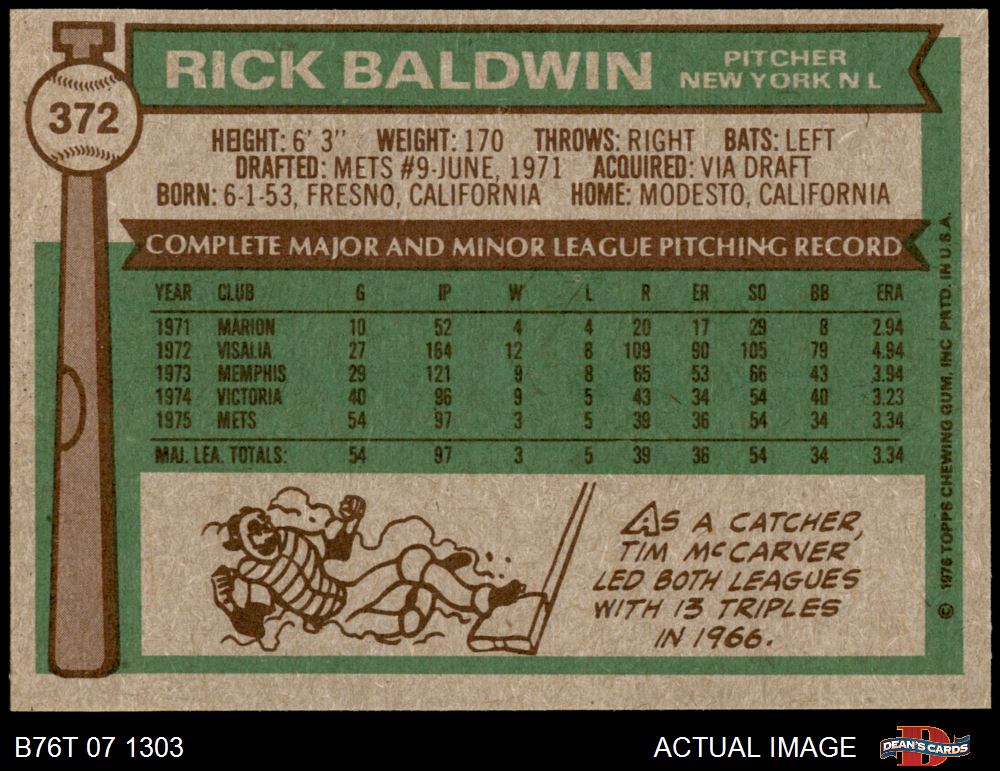 372
RICK BALDWIN
PITCHER
NEW YORK N L
HEIGHT: 6' 3" WEIGHT: 170 THROWS: RIGHT BATS: LEFT
DRAFTED: METS #9-JUNE, 1971 ACQUIRED: VIA DRAFT
BORN: 6-1-53, FRESNO, CALIFORNIA HOME: MODESTO, CALIFORNIA
COMPLETE MAJOR AND MINOR LEAGUE PITCHING RECORD
YEAR CLUB G IP W L R ER SO BB ERA
1971 MARION 10 52 4 4 20 17 29 8 2.94
1972 VISALIA 27 164 12 8 109 90 105 79 4.94
1973 MEMPHIS 29 121 9 8 65 53 66 43 3.94
1974 VICTORIA 40 96 9 5 43 34 54 40 3.23
1975 METS 54 97 3 5 39 36 54 34 3.34
MAJ. LEA. TOTALS: 54 97 3 5 39 36 54 34 3.34
AS A CATCHER,
TIM McCARVER
LED BOTH LEAGUES
WITH 13 TRIPLES
IN 1966.
© 1976 TOPPS CHEWING GUM, INC PRTD. IN U.S.A.
B76T 07 1303
ACTUAL IMAGE
DEAN'S CARDS